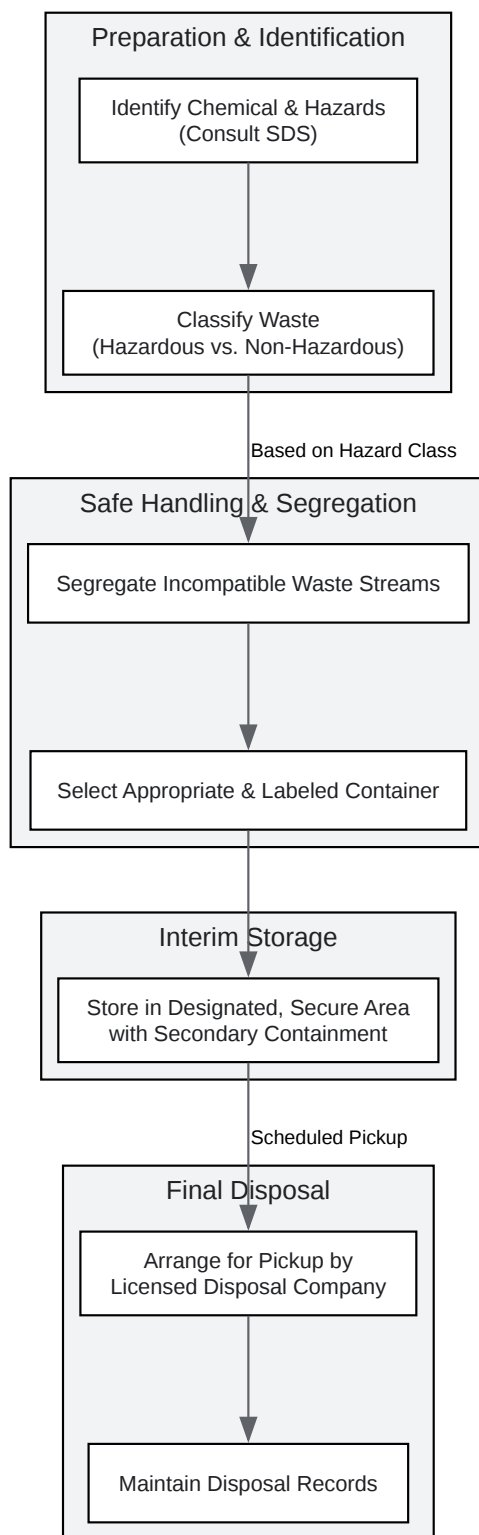 Preparation & Identification
Identify Chemical & Hazards
(Consult SDS)
Classify Waste
(Hazardous vs. Non-Hazardous)
Based on Hazard Class
Safe Handling & Segregation
Segregate Incompatible Waste Streams
Select Appropriate & Labeled Container
Interim Storage
Store in Designated, Secure Area
with Secondary Containment
Scheduled Pickup
Final Disposal
Arrange for Pickup by
Licensed Disposal Company
Maintain Disposal Records